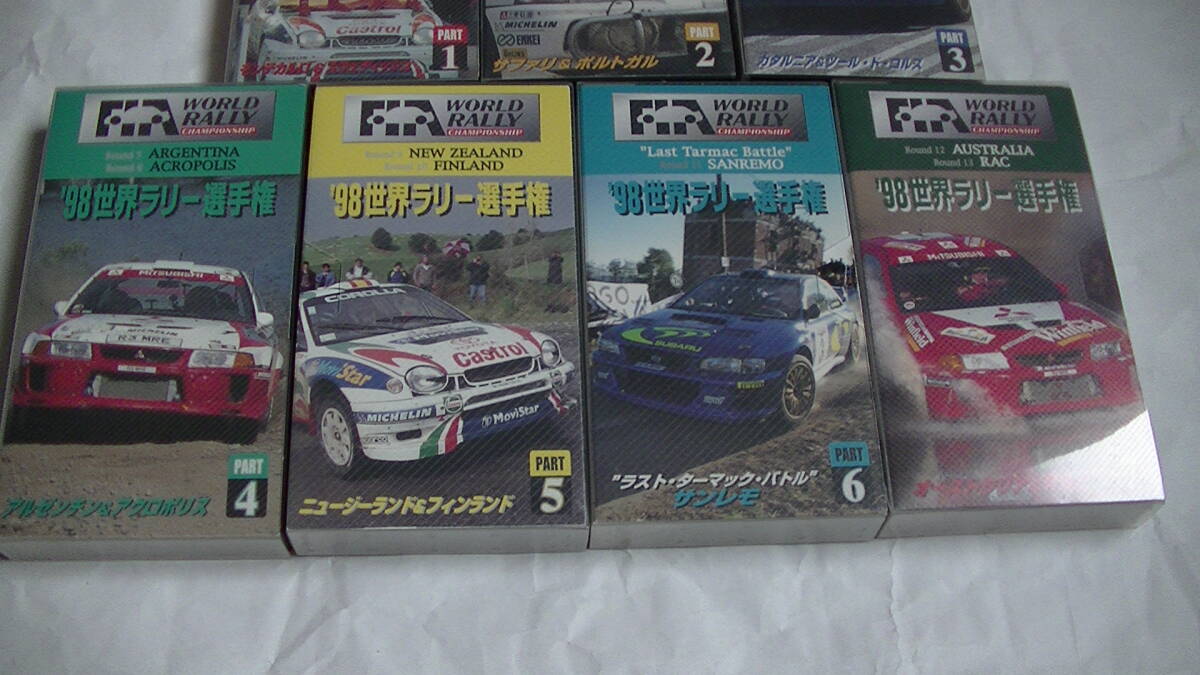 Castrol
PART
1
MICHELIN
ENKEI
サファリ&ポルトガル
PART
2
カタルニア&ツール・ド・コルス
PART
3
FIA WORLD RALLY CHAMPIONSHIP
ARGENTINA
ACROPOLIS
'98世界ラリー選手権
MITSUBISHI
MICHELIN
R3 MRE
PART
4
アルゼンチン&アクロポリス
FIA WORLD RALLY CHAMPIONSHIP
NEW ZEALAND
FINLAND
'98世界ラリー選手権
COROLLA
Castrol
MICHELIN
MoviStar
PART
5
ニュージーランド&フィンランド
FIA WORLD RALLY CHAMPIONSHIP
"Last Tarmac Battle"
SANREMO
'98世界ラリー選手権
SUBARU
PIRELLI
PART
6
"ラスト・ターマック・バトル"
サンレモ
FIA WORLD RALLY CHAMPIONSHIP
Round 12 AUSTRALIA
Round 13 RAC
'98世界ラリー選手権
MITSUBISHI
Winfield